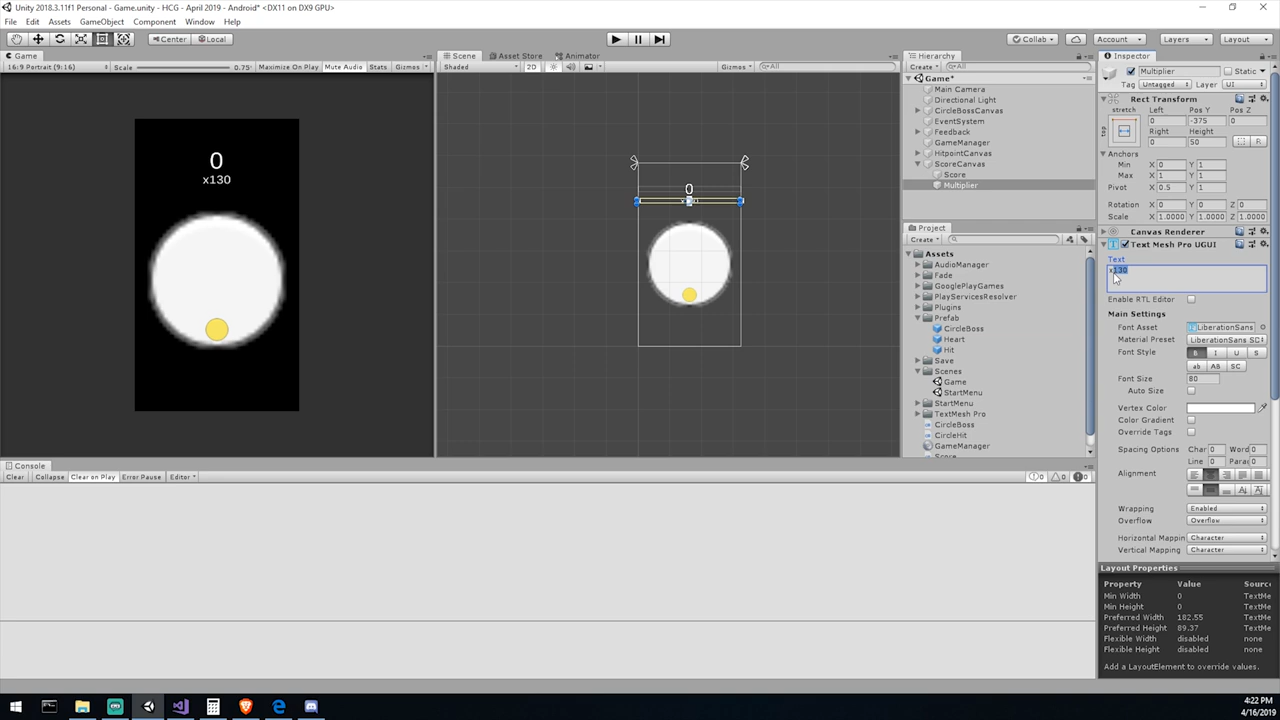 Unity 2018.3.11f1 Personal - Game.unity - HCG - April 2019 - Android* <DX11 on DX9 GPU>
File Edit Assets GameObject Component Window Help
Center Local
Collab Account Layers Layout
Game
16:9 Portrait (9:16) Scale 0.75' Maximize On Play Mute Audio Stats Gizmos
Scene Asset Store Animator
Shaded 2D Gizmos All
0
x130
0
Hierarchy
Create All
Game*
Main Camera
Directional Light
CircleBossCanvas
EventSystem
Feedback
GameManager
HitpointCanvas
ScoreCanvas
Score
Multiplier
Project
Create
Assets
AudioManager
Fade
GooglePlayGames
PlayServicesResolver
Plugins
Prefab
CircleBoss
Heart
Hit
Save
Scenes
Game
StartMenu
StartMenu
TextMesh Pro
CircleBoss
CircleHit
GameManager
Score
Inspector
Multiplier Static
Tag Untagged Layer UI
Rect Transform
stretch Left Pos Y Pos Z
top 0 -375 0
Right Height
0 50 R
Anchors
Min X 0 Y 1
Max X 1 Y 1
Pivot X 0.5 Y 1
Rotation X 0 Y 0 Z 0
Scale X 1.0000 Y 1.0000 Z 1.0000
Canvas Renderer
Text Mesh Pro UGUI
Text
x130
Enable RTL Editor
Main Settings
Font Asset LiberationSans
Material Preset LiberationSans SD
Font Style B I U S
ab AB SC
Font Size 80
Auto Size
Vertex Color
Color Gradient
Override Tags
Spacing Options Char 0 Word 0
Line 0 Para 0
Alignment
Wrapping Enabled
Overflow Overflow
Horizontal Mappin Character
Vertical Mapping Character
Layout Properties
Property Value Source
Min Width 0 TextMe
Min Height 0 TextMe
Preferred Width 182.55 TextMe
Preferred Height 89.37 TextMe
Flexible Width disabled none
Flexible Height disabled none
Add a LayoutElement to override values.
Console
Clear Collapse Clear on Play Error Pause Editor 0 0 0
4:22 PM
4/16/2019